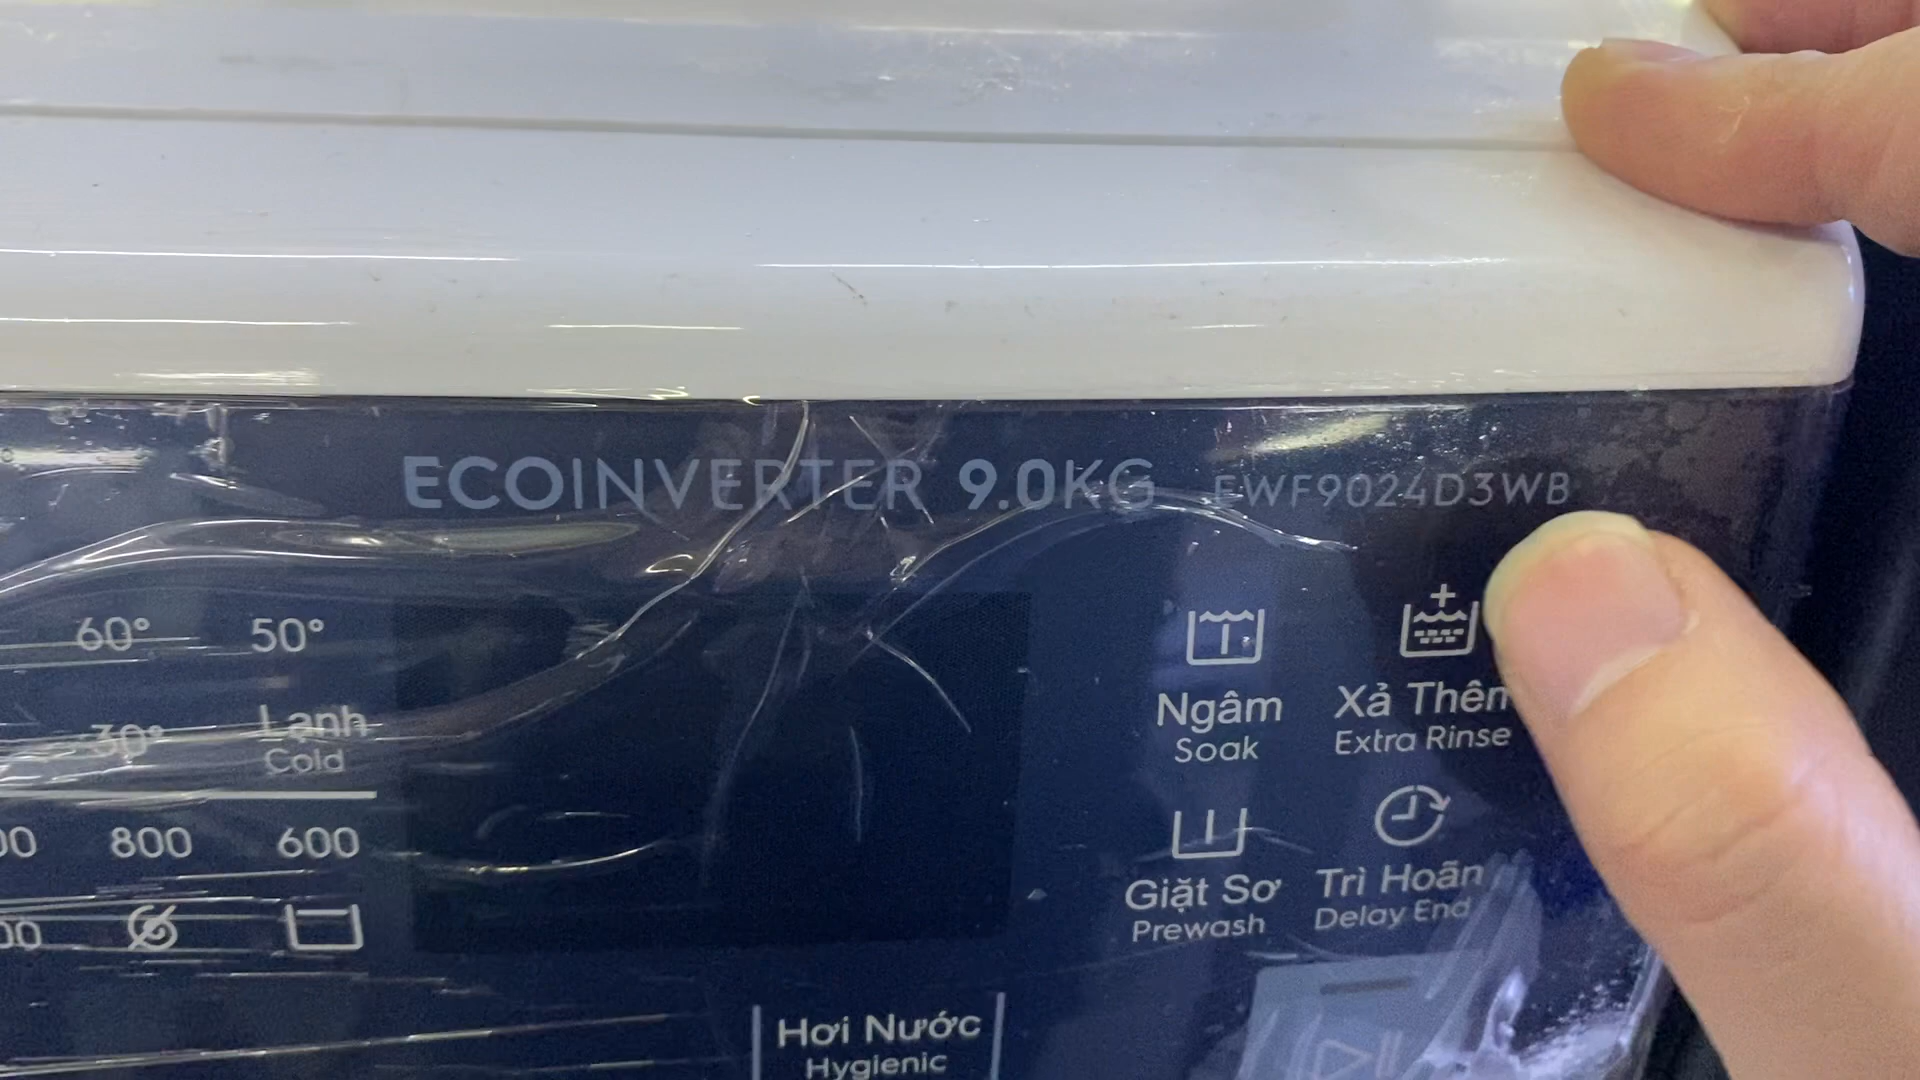 ECOINVERTER 9.0KG EWF9024D3WB
60° 50°
30° Lạnh
Cold
800 600
Ngâm
Soak
Xả Thêm
Extra Rinse
Giặt Sơ
Prewash
Trì Hoãn
Delay End
Hơi Nước
Hygienic